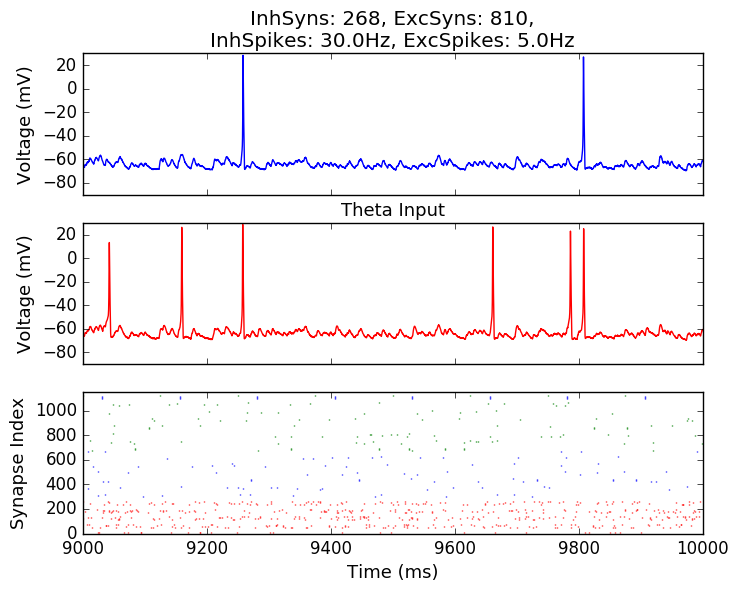 InhSyns: 268, ExcSyns: 810,
InhSpikes: 30.0Hz, ExcSpikes: 5.0Hz
20
0
−20
−40
−60
−80
Voltage (mV)
Theta Input
20
0
−20
−40
−60
−80
Voltage (mV)
1000
800
600
400
200
0
Synapse Index
9000 9200 9400 9600 9800 10000
Time (ms)